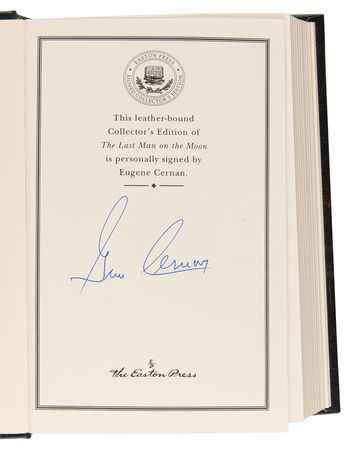 EASTON PRESS
SIGNED COLLECTOR'S EDITION
This leather-bound
Collector's Edition of
The Last Man on the Moon
is personally signed by
Eugene Cernan.
Gene Cernan
The Easton Press